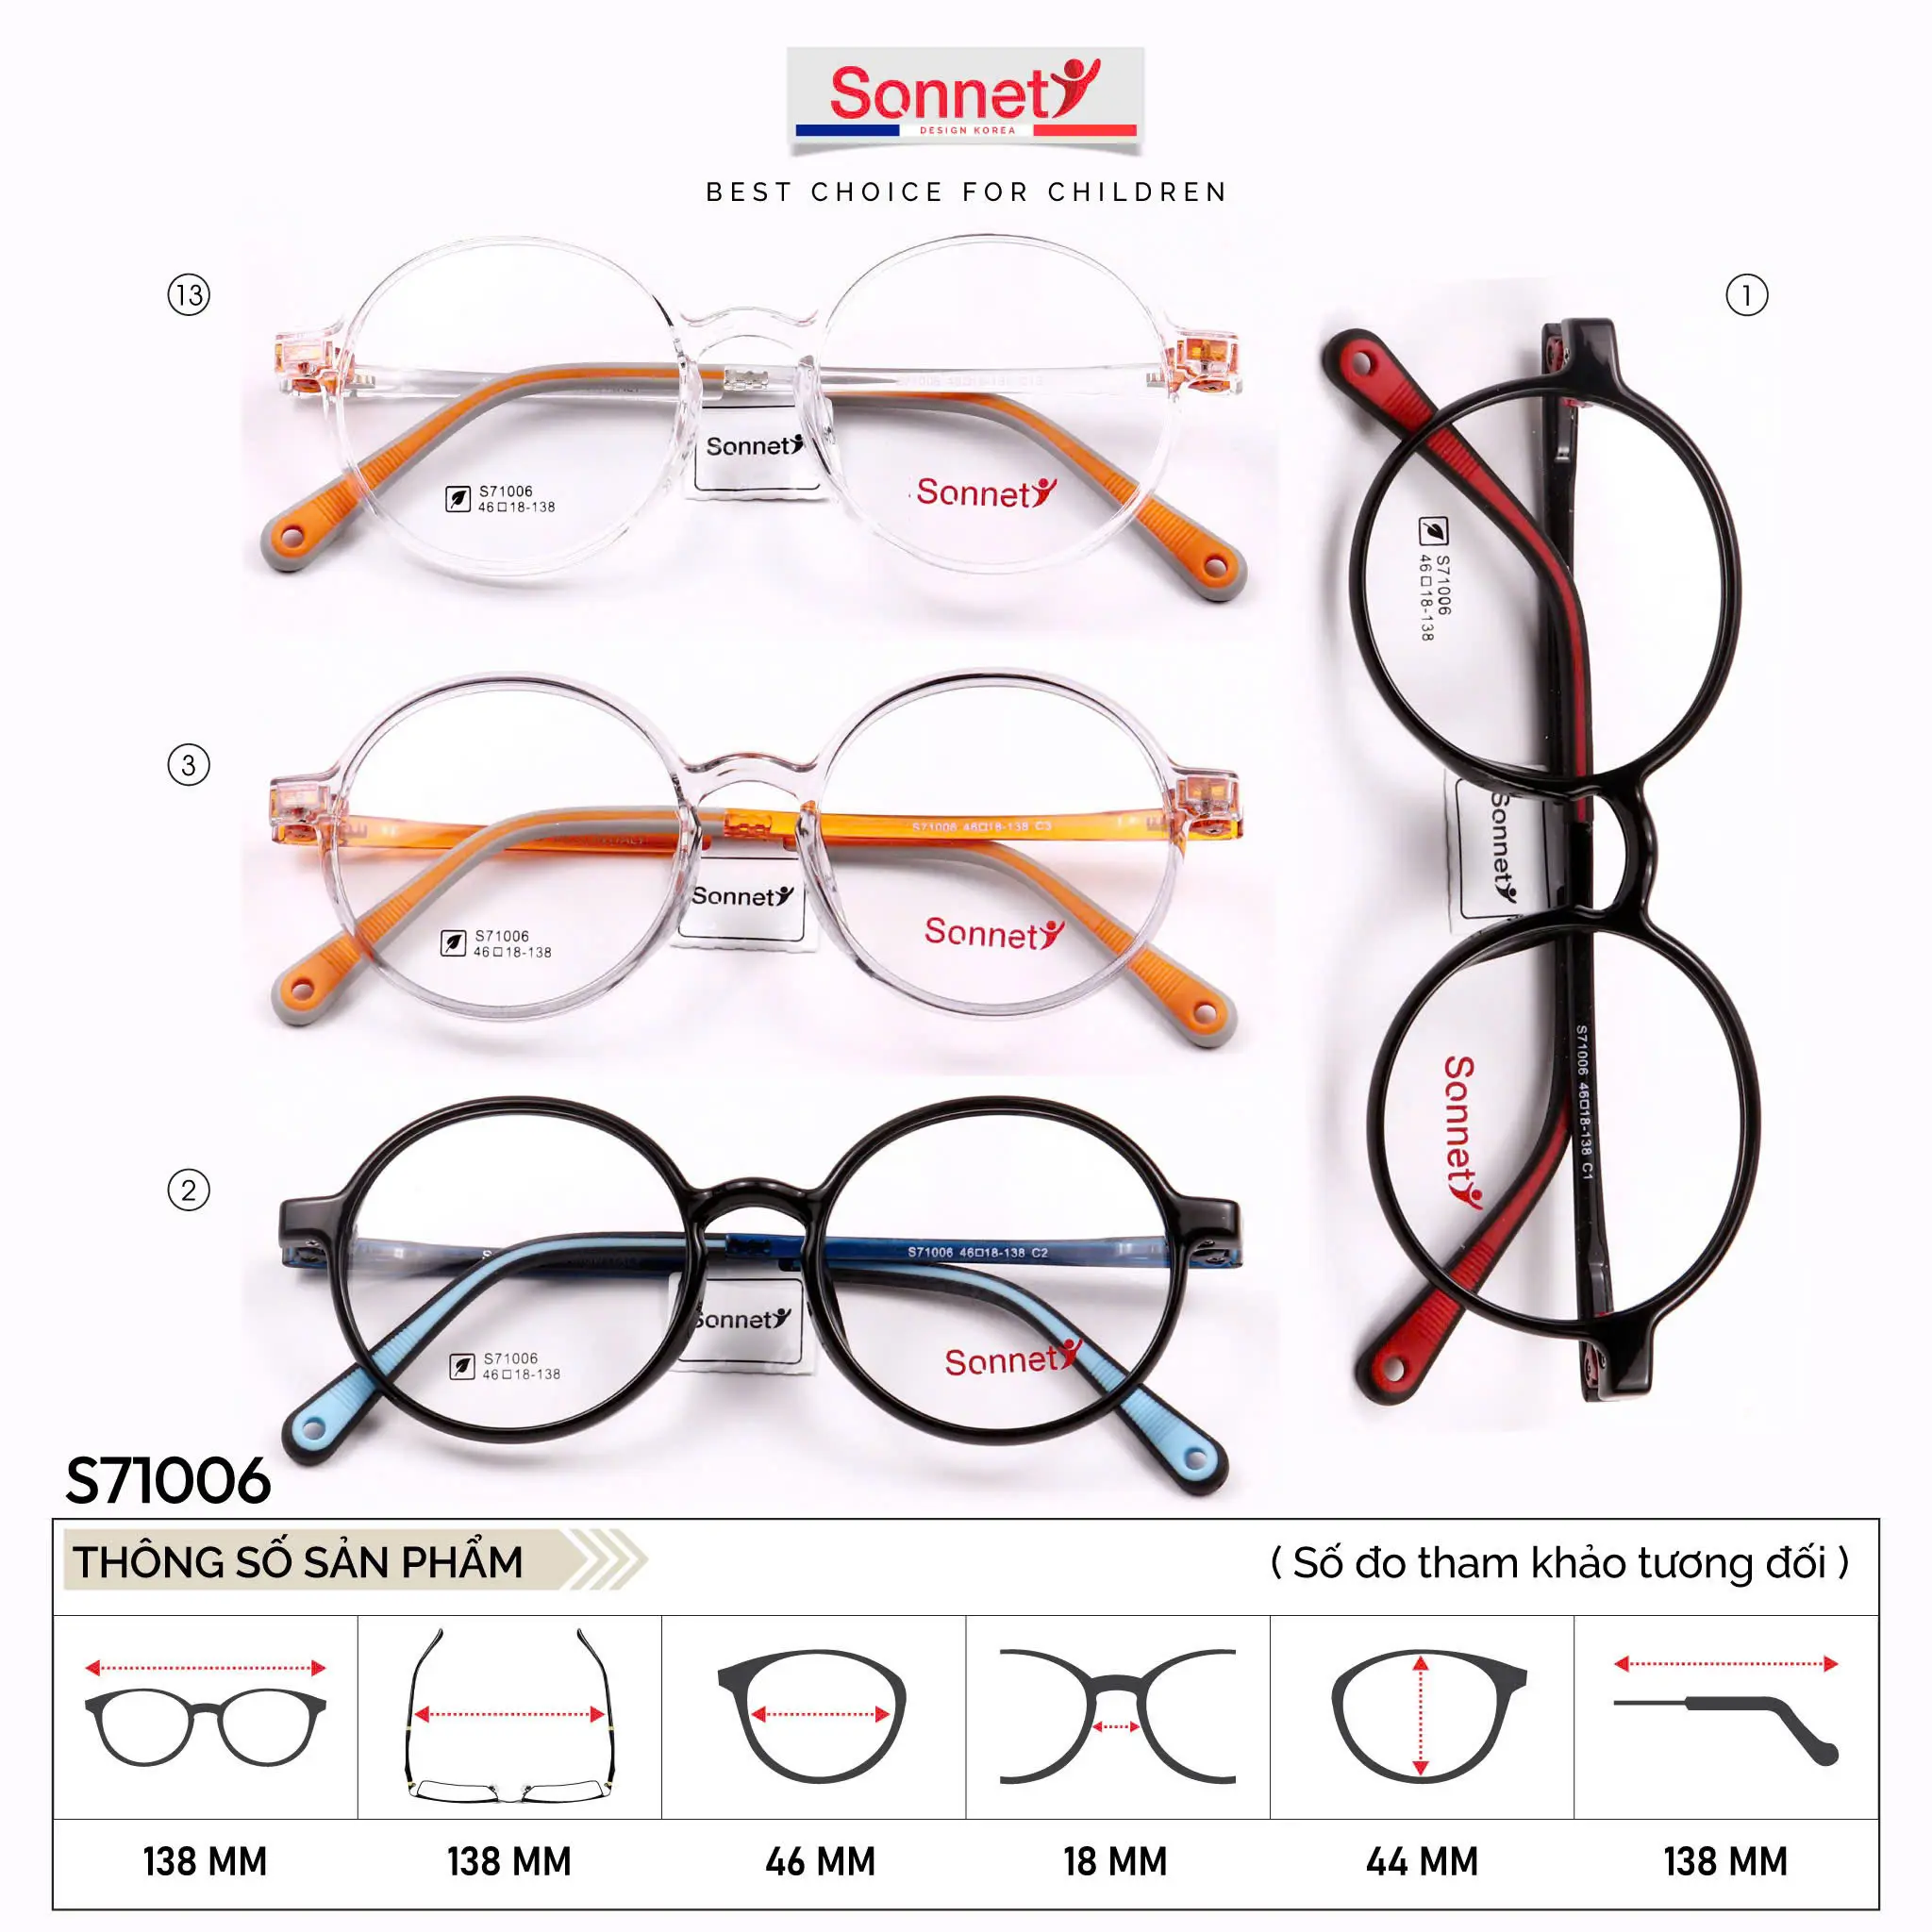 Sonnet
DESIGN KOREA
BEST CHOICE FOR CHILDREN
13
S71006
46□18-138
Sonnet
Sonnet
1
S71006
46□18-138
Sonnet
Sonnet
S71006 46□18-138 C1
3
S71006 46□18-138 C3
S71006
46□18-138
Sonnet
Sonnet
2
S71006 46□18-138 C2
S71006
46□18-138
Sonnet
Sonnet
S71006
THÔNG SỐ SẢN PHẨM
( Số đo tham khảo tương đối )
138 MM
138 MM
46 MM
18 MM
44 MM
138 MM